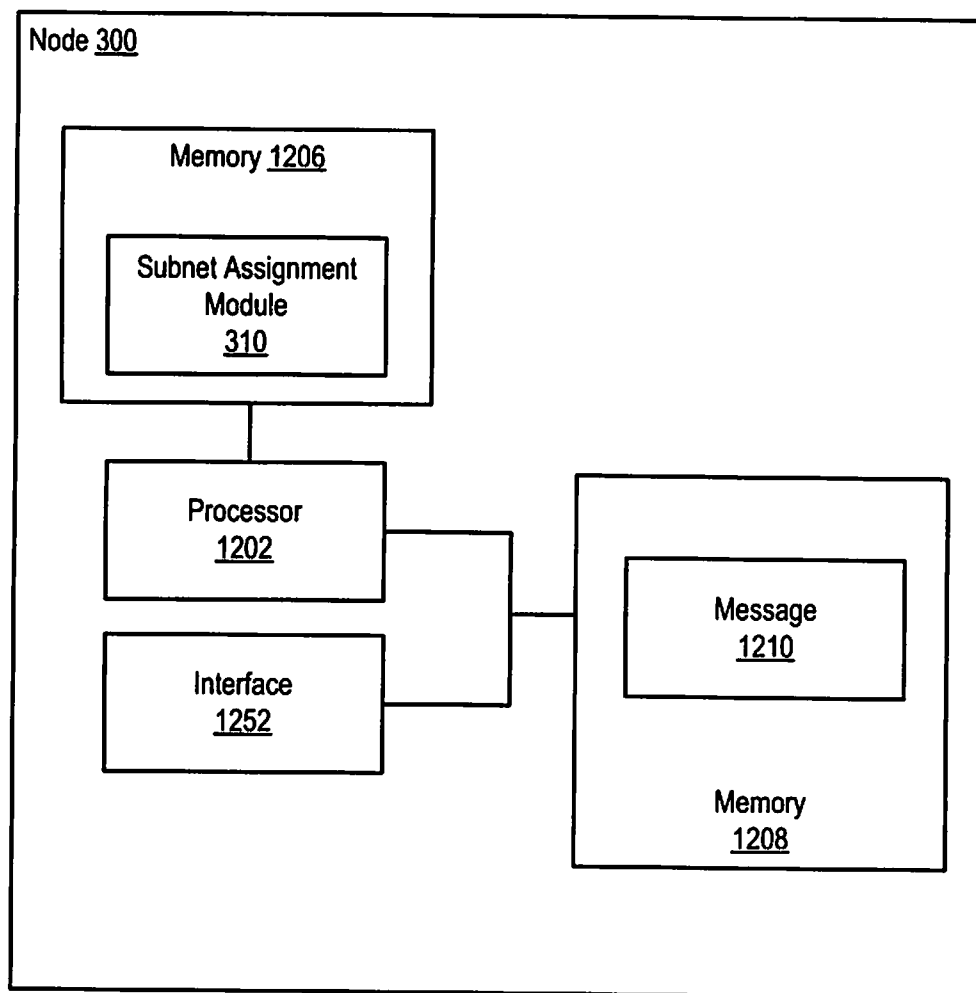 Node 300
Memory 1206
Subnet Assignment
Module
310
Processor
1202
Interface
1252
Message
1210
Memory
1208